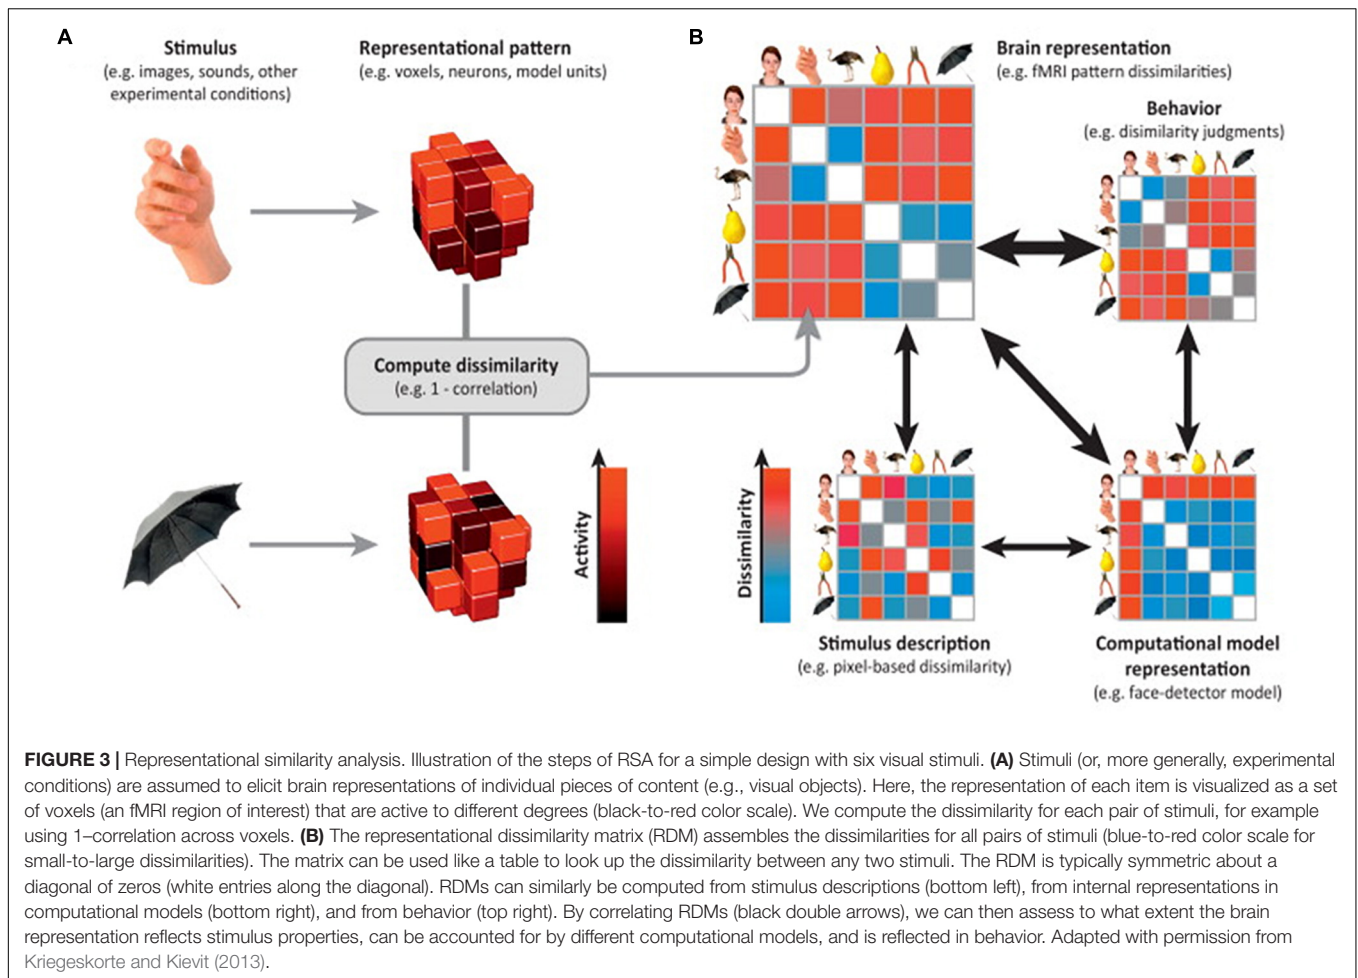 A
Stimulus
(e.g. images, sounds, other
experimental conditions)
Representational pattern
(e.g. voxels, neurons, model units)
Compute dissimilarity
(e.g. 1 - correlation)
Activity
B
Brain representation
(e.g. fMRI pattern dissimilarities)
Behavior
(e.g. disimilarity judgments)
Dissimilarity
Stimulus description
(e.g. pixel-based dissimilarity)
Computational model
representation
(e.g. face-detector model)
FIGURE 3 | Representational similarity analysis. Illustration of the steps of RSA for a simple design with six visual stimuli. (A) Stimuli (or, more generally, experimental
conditions) are assumed to elicit brain representations of individual pieces of content (e.g., visual objects). Here, the representation of each item is visualized as a set
of voxels (an fMRI region of interest) that are active to different degrees (black-to-red color scale). We compute the dissimilarity for each pair of stimuli, for example
using 1–correlation across voxels. (B) The representational dissimilarity matrix (RDM) assembles the dissimilarities for all pairs of stimuli (blue-to-red color scale for
small-to-large dissimilarities). The matrix can be used like a table to look up the dissimilarity between any two stimuli. The RDM is typically symmetric about a
diagonal of zeros (white entries along the diagonal). RDMs can similarly be computed from stimulus descriptions (bottom left), from internal representations in
computational models (bottom right), and from behavior (top right). By correlating RDMs (black double arrows), we can then assess to what extent the brain
representation reflects stimulus properties, can be accounted for by different computational models, and is reflected in behavior. Adapted with permission from
Kriegeskorte and Kievit (2013).